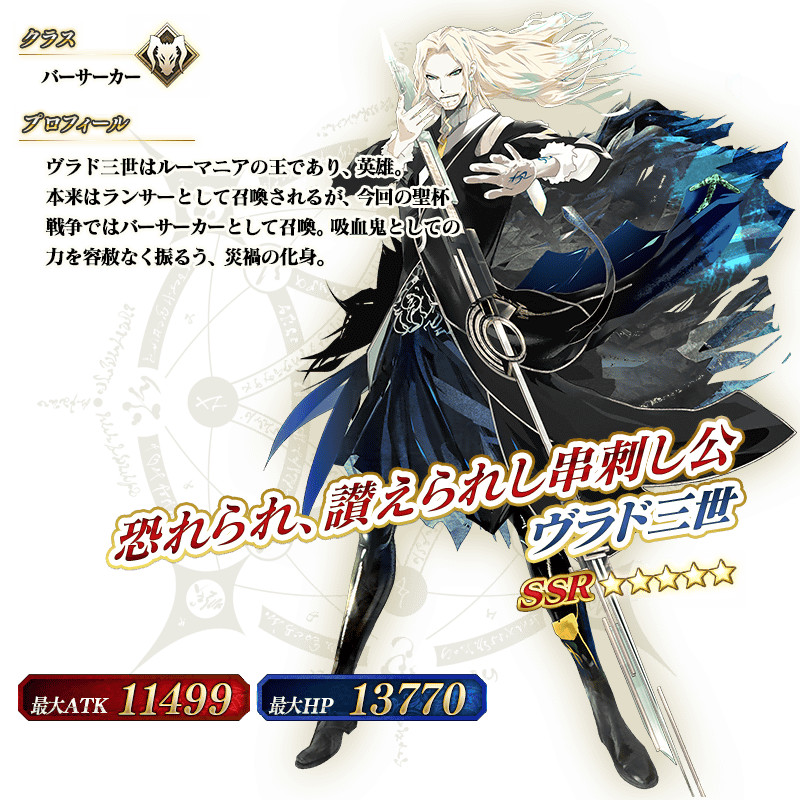 クラス
バーサーカー
プロフィール
ヴラド三世はルーマニアの王であり、英雄。
本来はランサーとして召喚されるが、今回の聖杯
戦争ではバーサーカーとして召喚。吸血鬼としての
力を容赦なく振るう、災禍の化身。
恐れられ、讃えられし串刺し公
ヴラド三世
SSR☆☆☆☆☆
最大ATK 11499
最大HP 13770